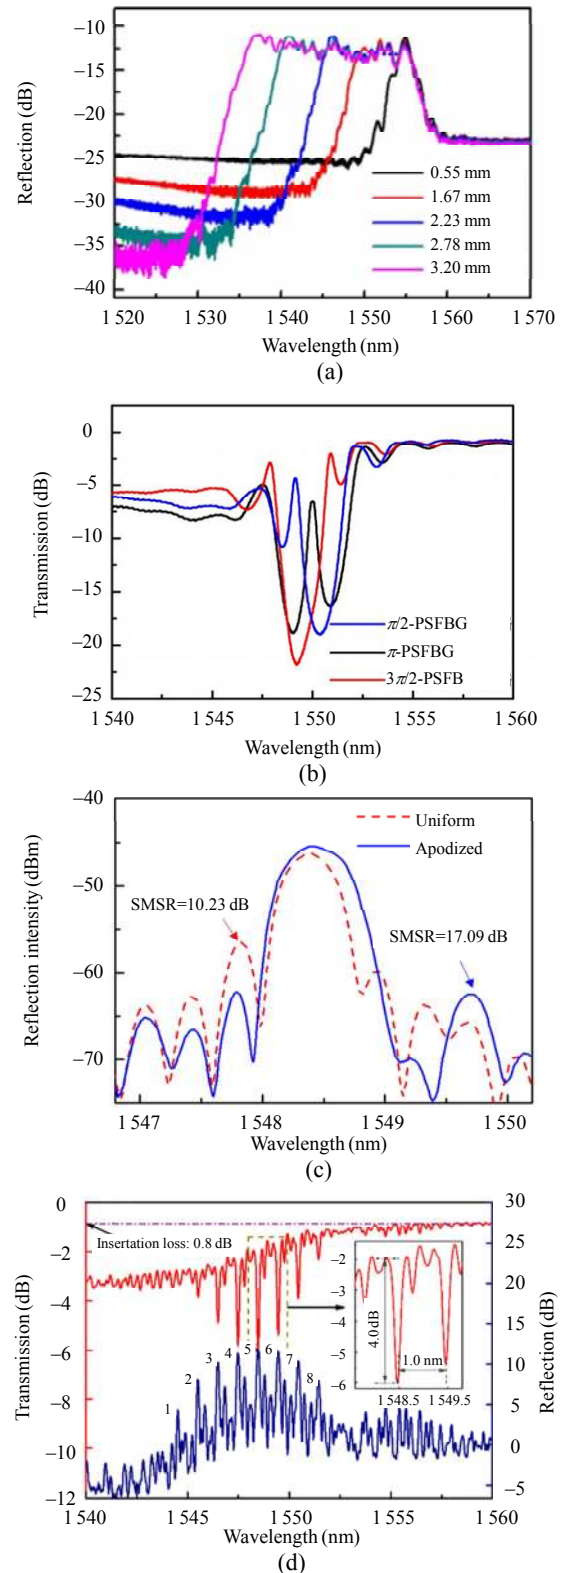 −10
−15
−20
−25
−30
−35
−40
Reflection (dB)
0.55 mm
1.67 mm
2.23 mm
2.78 mm
3.20 mm
1 520 1 530 1 540 1 550 1 560 1 570
Wavelength (nm)
(a)
0
−5
−10
−15
−20
−25
Transmission (dB)
π/2-PSFBG
π-PSFBG
3π/2-PSFB
1 540 1 545 1 550 1 555 1 560
Wavelength (nm)
(b)
−40
−50
−60
−70
Reflection intensity (dBm)
Uniform
Apodized
SMSR=10.23 dB
SMSR=17.09 dB
1 547 1 548 1 549 1 550
Wavelength (nm)
(c)
0
−2
−4
−6
−8
−10
−12
Transmission (dB)
30
25
20
15
10
5
0
−5
Reflection (dB)
Insertation loss: 0.8 dB
1 2 3 4 5 6 7 8
−2
−3
−4
−5
−6
4.0 dB
1.0 nm
1 548.5 1 549.5
1 540 1 545 1 550 1 555 1 560
Wavelength (nm)
(d)